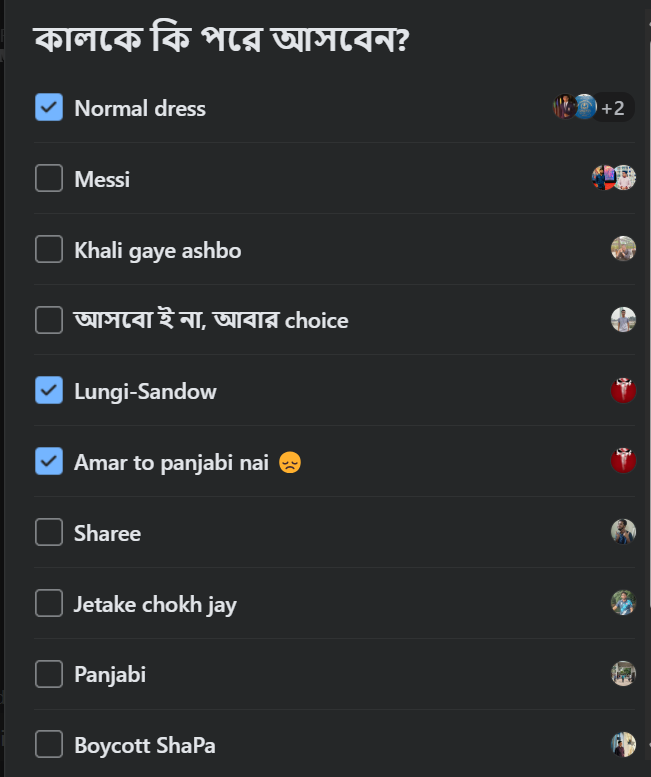 কালকে কি পরে আসবেন?
Normal dress
+2
Messi
Khali gaye ashbo
আসবো ই না, আবার choice
Lungi-Sandow
Amar to panjabi nai 😞
Sharee
Jetake chokh jay
Panjabi
Boycott ShaPa